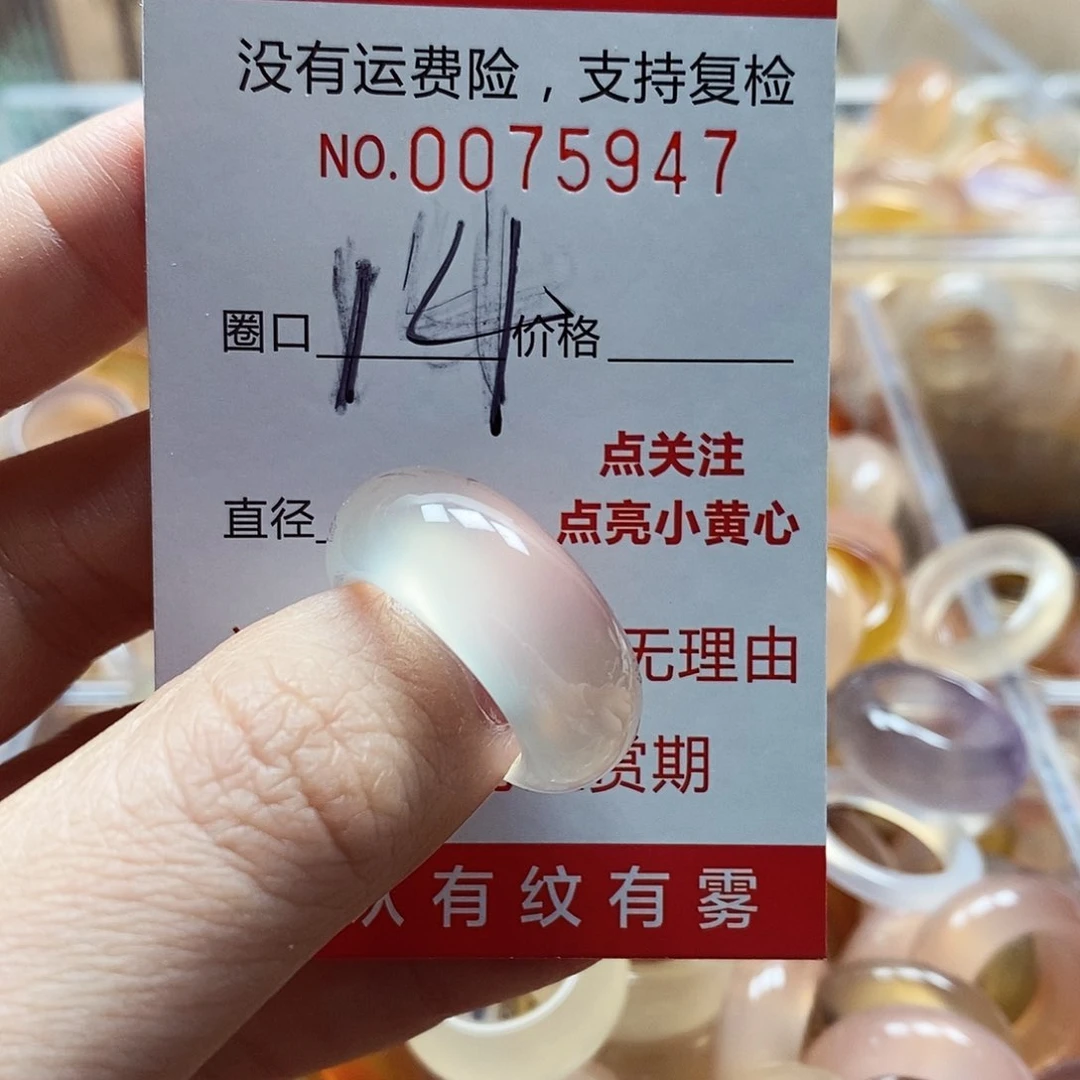 没有运费险，支持复检
NO.0075947
圈口 14 价格
点关注
直径 点亮小黄心
无理由
赏期
有纹有雾